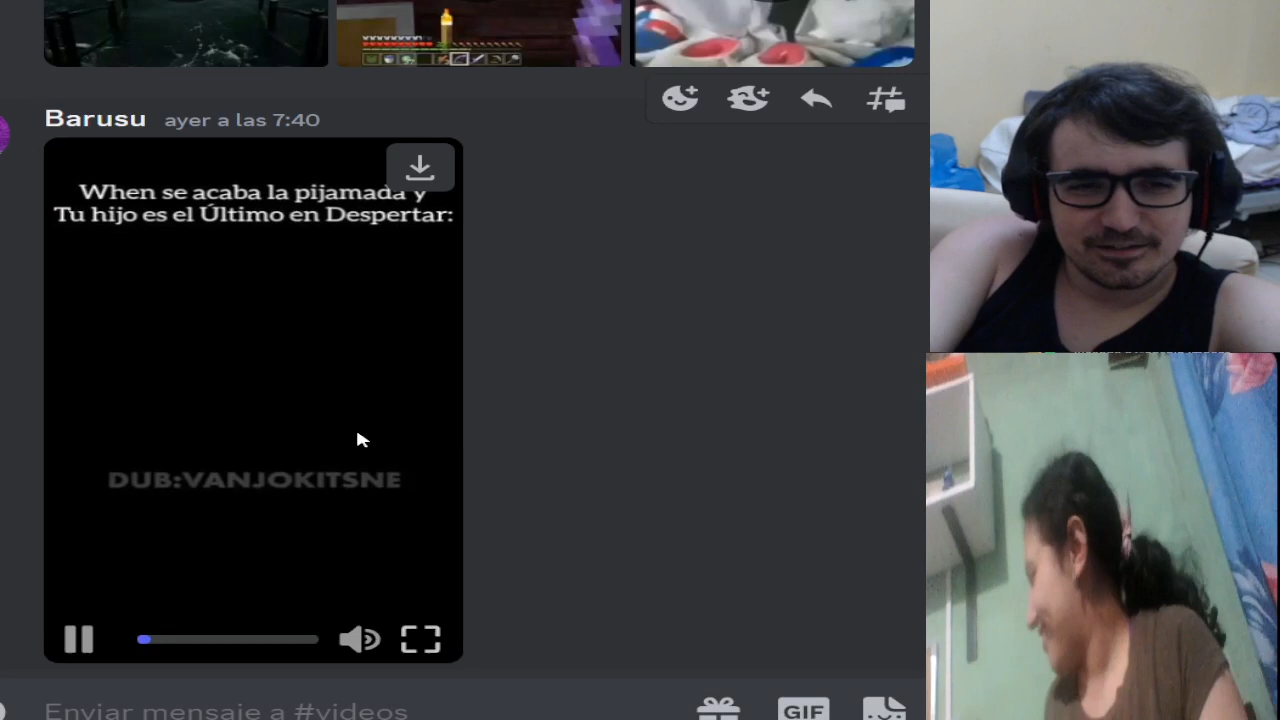 Barusu ayer a las 7:40
When se acaba la pijamada y
Tu hijo es el Último en Despertar:
DUB:VANJOKITSNE
Enviar mensaje a #videos
GIF